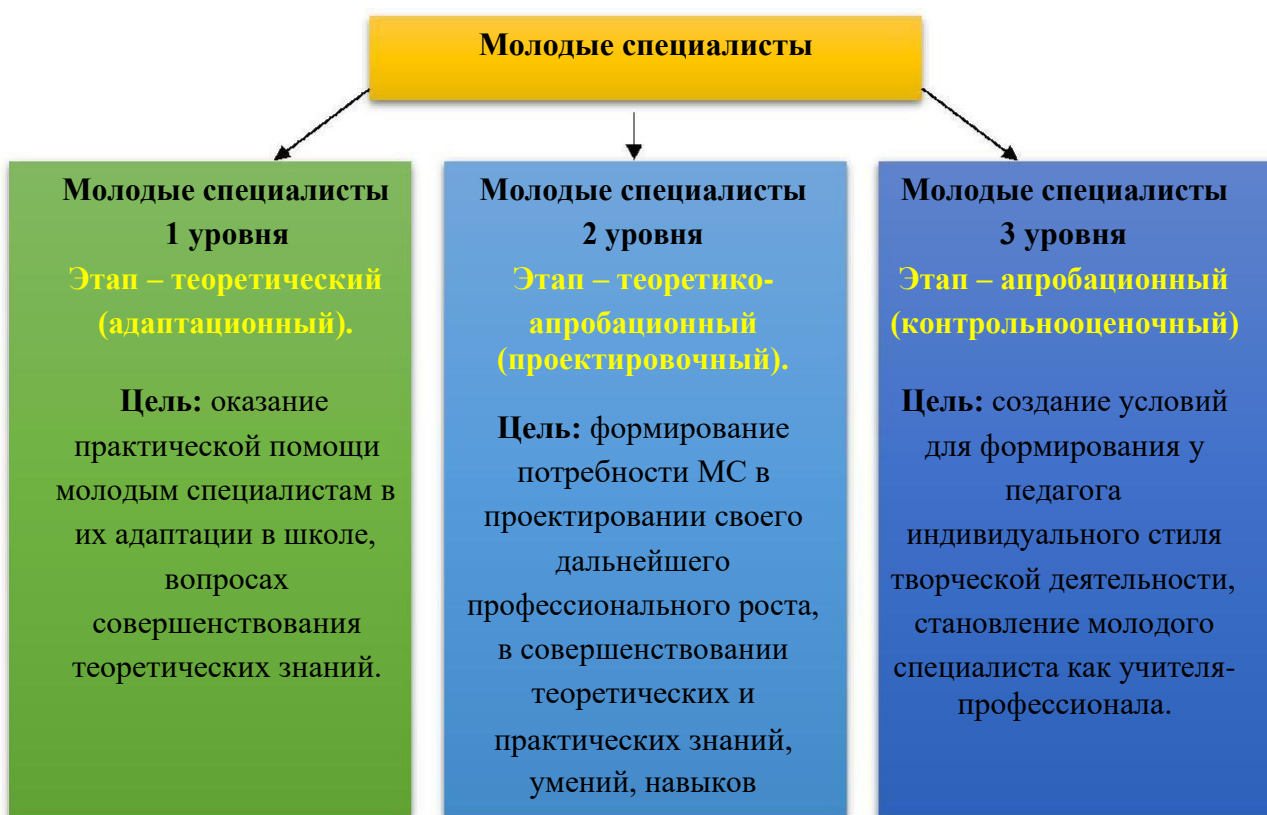 Молодые специалисты
Молодые специалисты
1 уровня
Этап – теоретический
(адаптационный).
Цель: оказание
практической помощи
молодым специалистам в
их адаптации в школе,
вопросах
совершенствования
теоретических знаний.
Молодые специалисты
2 уровня
Этап – теоретико-
апробационный
(проектировочный).
Цель: формирование
потребности МС в
проектировании своего
дальнейшего
профессионального роста,
в совершенствовании
теоретических и
практических знаний,
умений, навыков
Молодые специалисты
3 уровня
Этап – апробационный
(контрольнооценочный)
Цель: создание условий
для формирования у
педагога
индивидуального стиля
творческой деятельности,
становление молодого
специалиста как учителя-
профессионала.